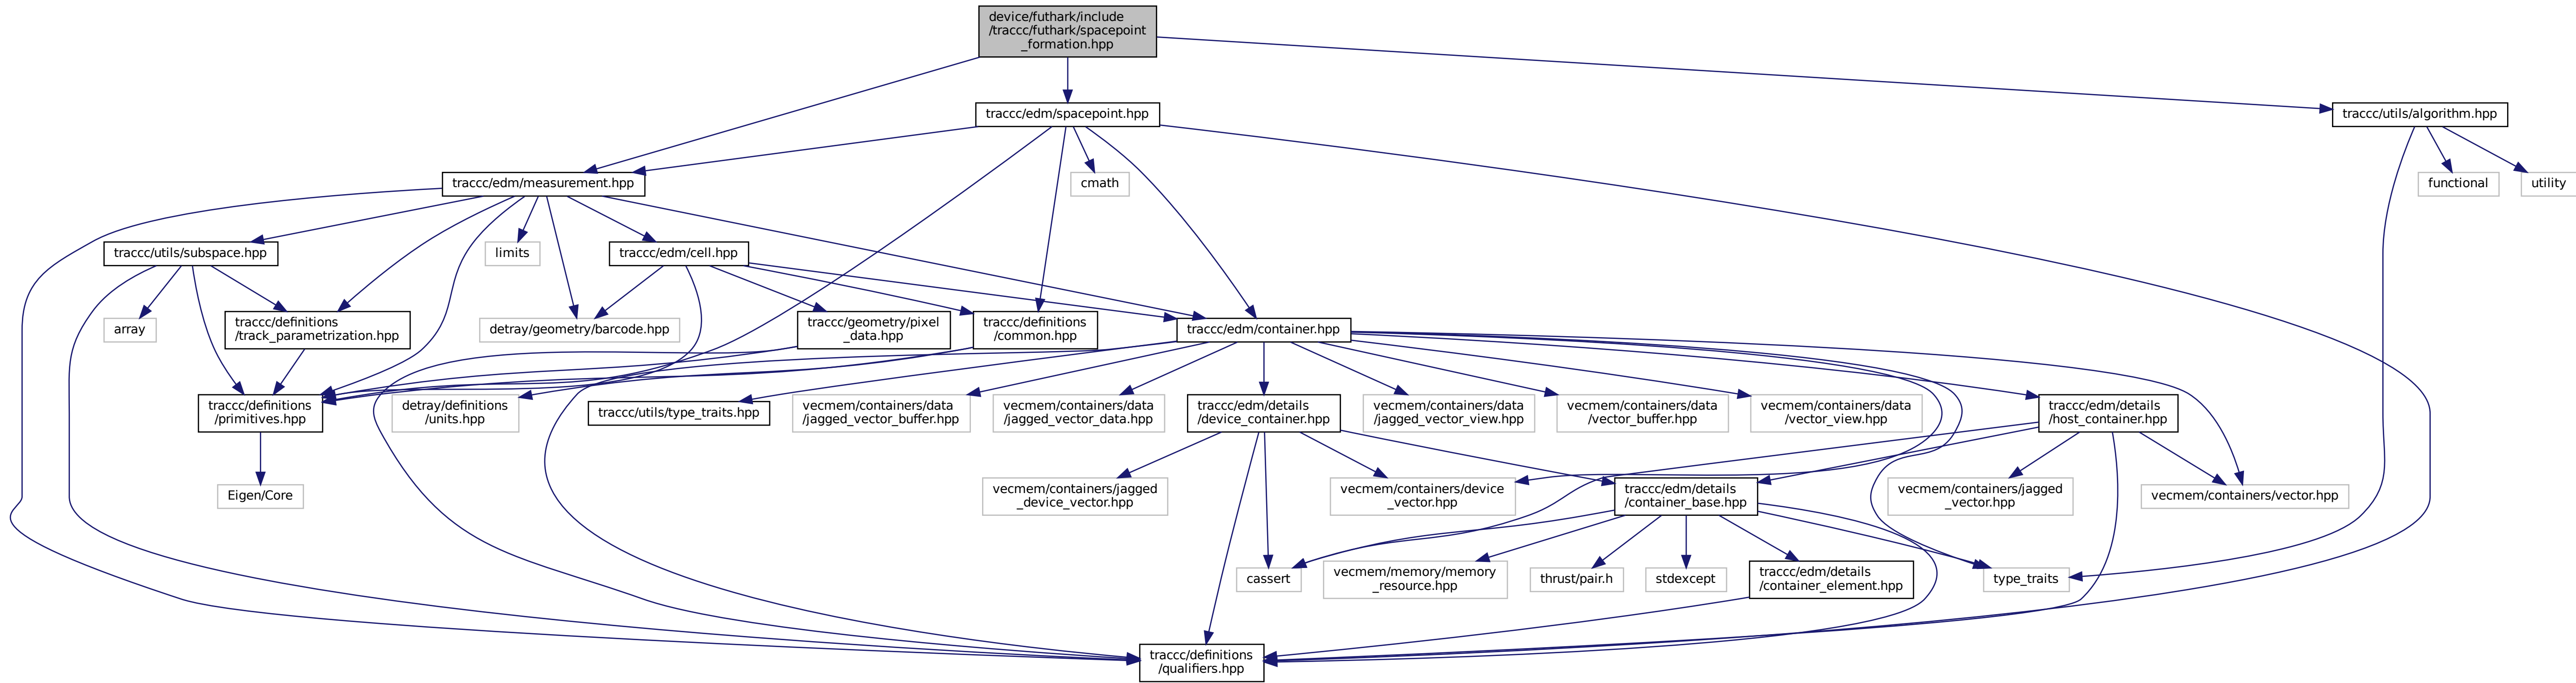 device/futhark/include
/traccc/futhark/spacepoint
_formation.hpp
traccc/edm/spacepoint.hpp
traccc/utils/algorithm.hpp
traccc/edm/measurement.hpp
cmath
functional
utility
traccc/utils/subspace.hpp
limits
traccc/edm/cell.hpp
array
traccc/definitions
/track_parametrization.hpp
detray/geometry/barcode.hpp
traccc/geometry/pixel
_data.hpp
traccc/definitions
/common.hpp
traccc/edm/container.hpp
traccc/definitions
/primitives.hpp
detray/definitions
/units.hpp
traccc/utils/type_traits.hpp
vecmem/containers/data
/jagged_vector_buffer.hpp
vecmem/containers/data
/jagged_vector_data.hpp
traccc/edm/details
/device_container.hpp
vecmem/containers/data
/jagged_vector_view.hpp
vecmem/containers/data
/vector_buffer.hpp
vecmem/containers/data
/vector_view.hpp
traccc/edm/details
/host_container.hpp
Eigen/Core
vecmem/containers/jagged
_device_vector.hpp
vecmem/containers/device
_vector.hpp
traccc/edm/details
/container_base.hpp
vecmem/containers/jagged
_vector.hpp
vecmem/containers/vector.hpp
cassert
vecmem/memory/memory
_resource.hpp
thrust/pair.h
stdexcept
traccc/edm/details
/container_element.hpp
type_traits
traccc/definitions
/qualifiers.hpp